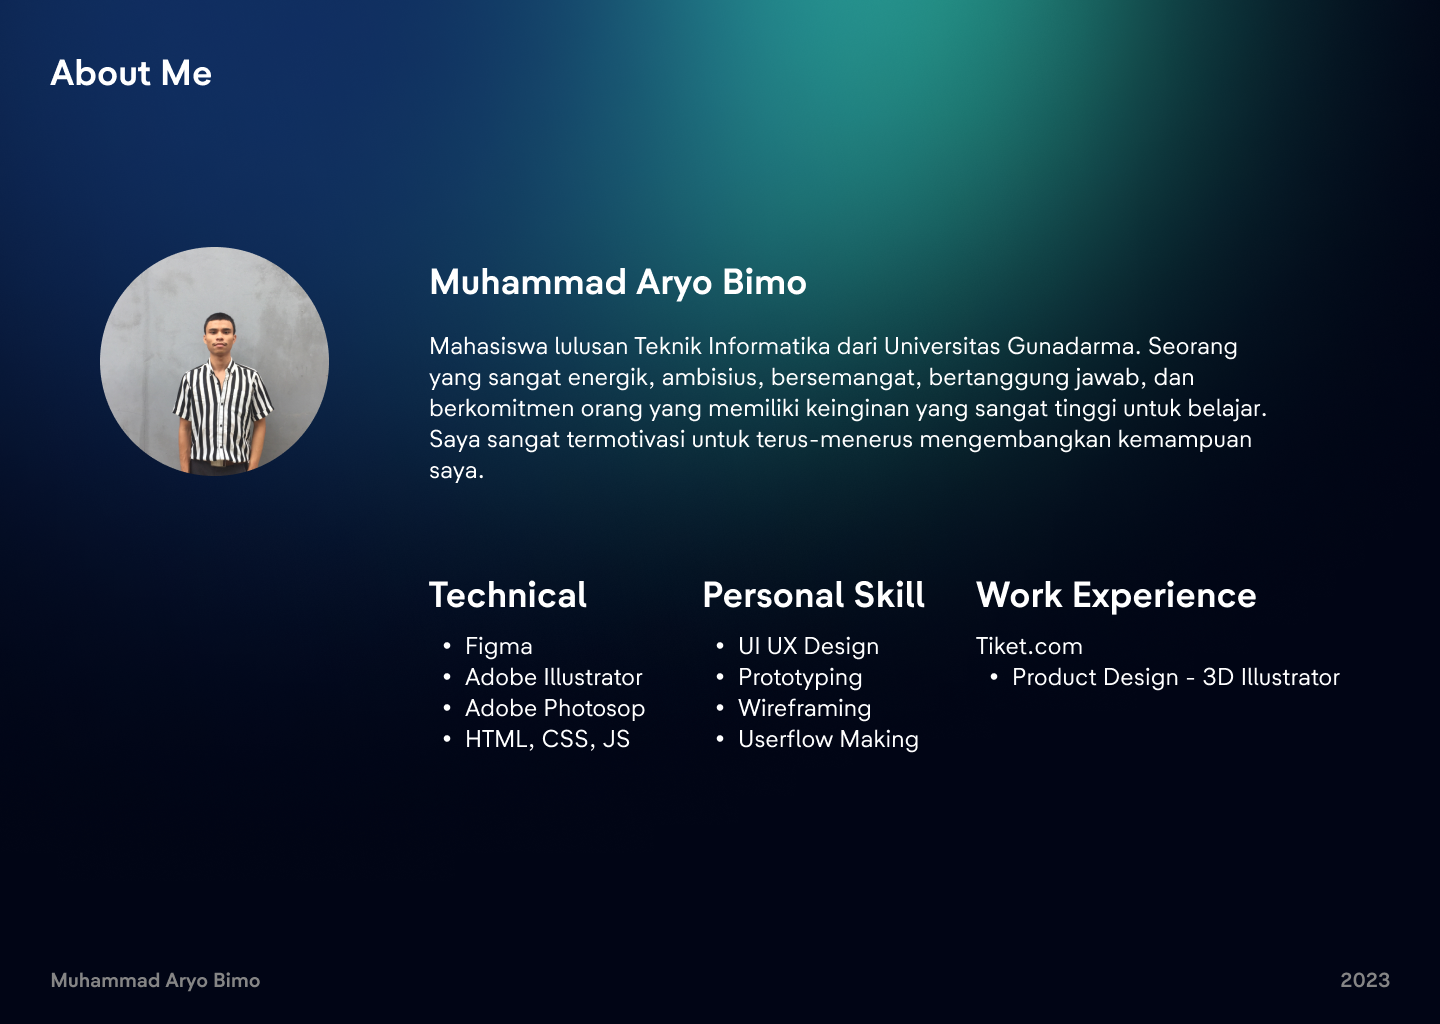 About Me
Muhammad Aryo Bimo
Mahasiswa lulusan Teknik Informatika dari Universitas Gunadarma. Seorang
yang sangat energik, ambisius, bersemangat, bertanggung jawab, dan
berkomitmen orang yang memiliki keinginan yang sangat tinggi untuk belajar.
Saya sangat termotivasi untuk terus-menerus mengembangkan kemampuan
saya.
Technical
• Figma
• Adobe Illustrator
• Adobe Photosop
• HTML, CSS, JS
Personal Skill
• UI UX Design
• Prototyping
• Wireframing
• Userflow Making
Work Experience
Tiket.com
• Product Design - 3D Illustrator
Muhammad Aryo Bimo
2023